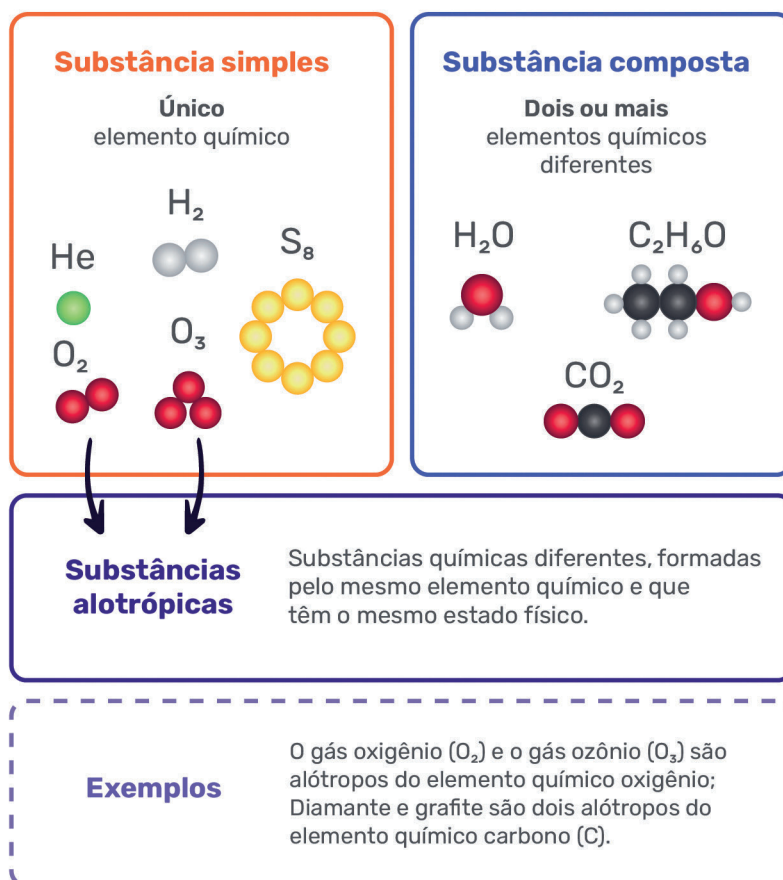 Substância simples
Único
elemento químico
H₂
He
S₈
O₂
O₃
Substância composta
Dois ou mais
elementos químicos
diferentes
H₂O
C₂H₆O
CO₂
Substâncias
alotrópicas
Substâncias químicas diferentes, formadas
pelo mesmo elemento químico e que
têm o mesmo estado físico.
Exemplos
O gás oxigênio (O₂) e o gás ozônio (O₃) são
alótropos do elemento químico oxigênio;
Diamante e grafite são dois alótropos do
elemento químico carbono (C).